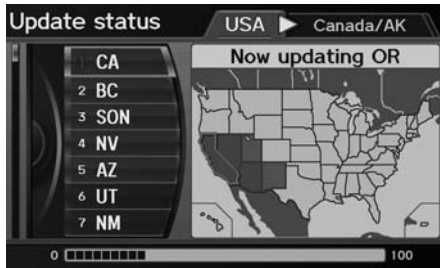 Update status
USA ▶ Canada/AK
1 CA
2 BC
3 SON
4 NV
5 AZ
6 UT
7 NM
Now updating OR
0
100